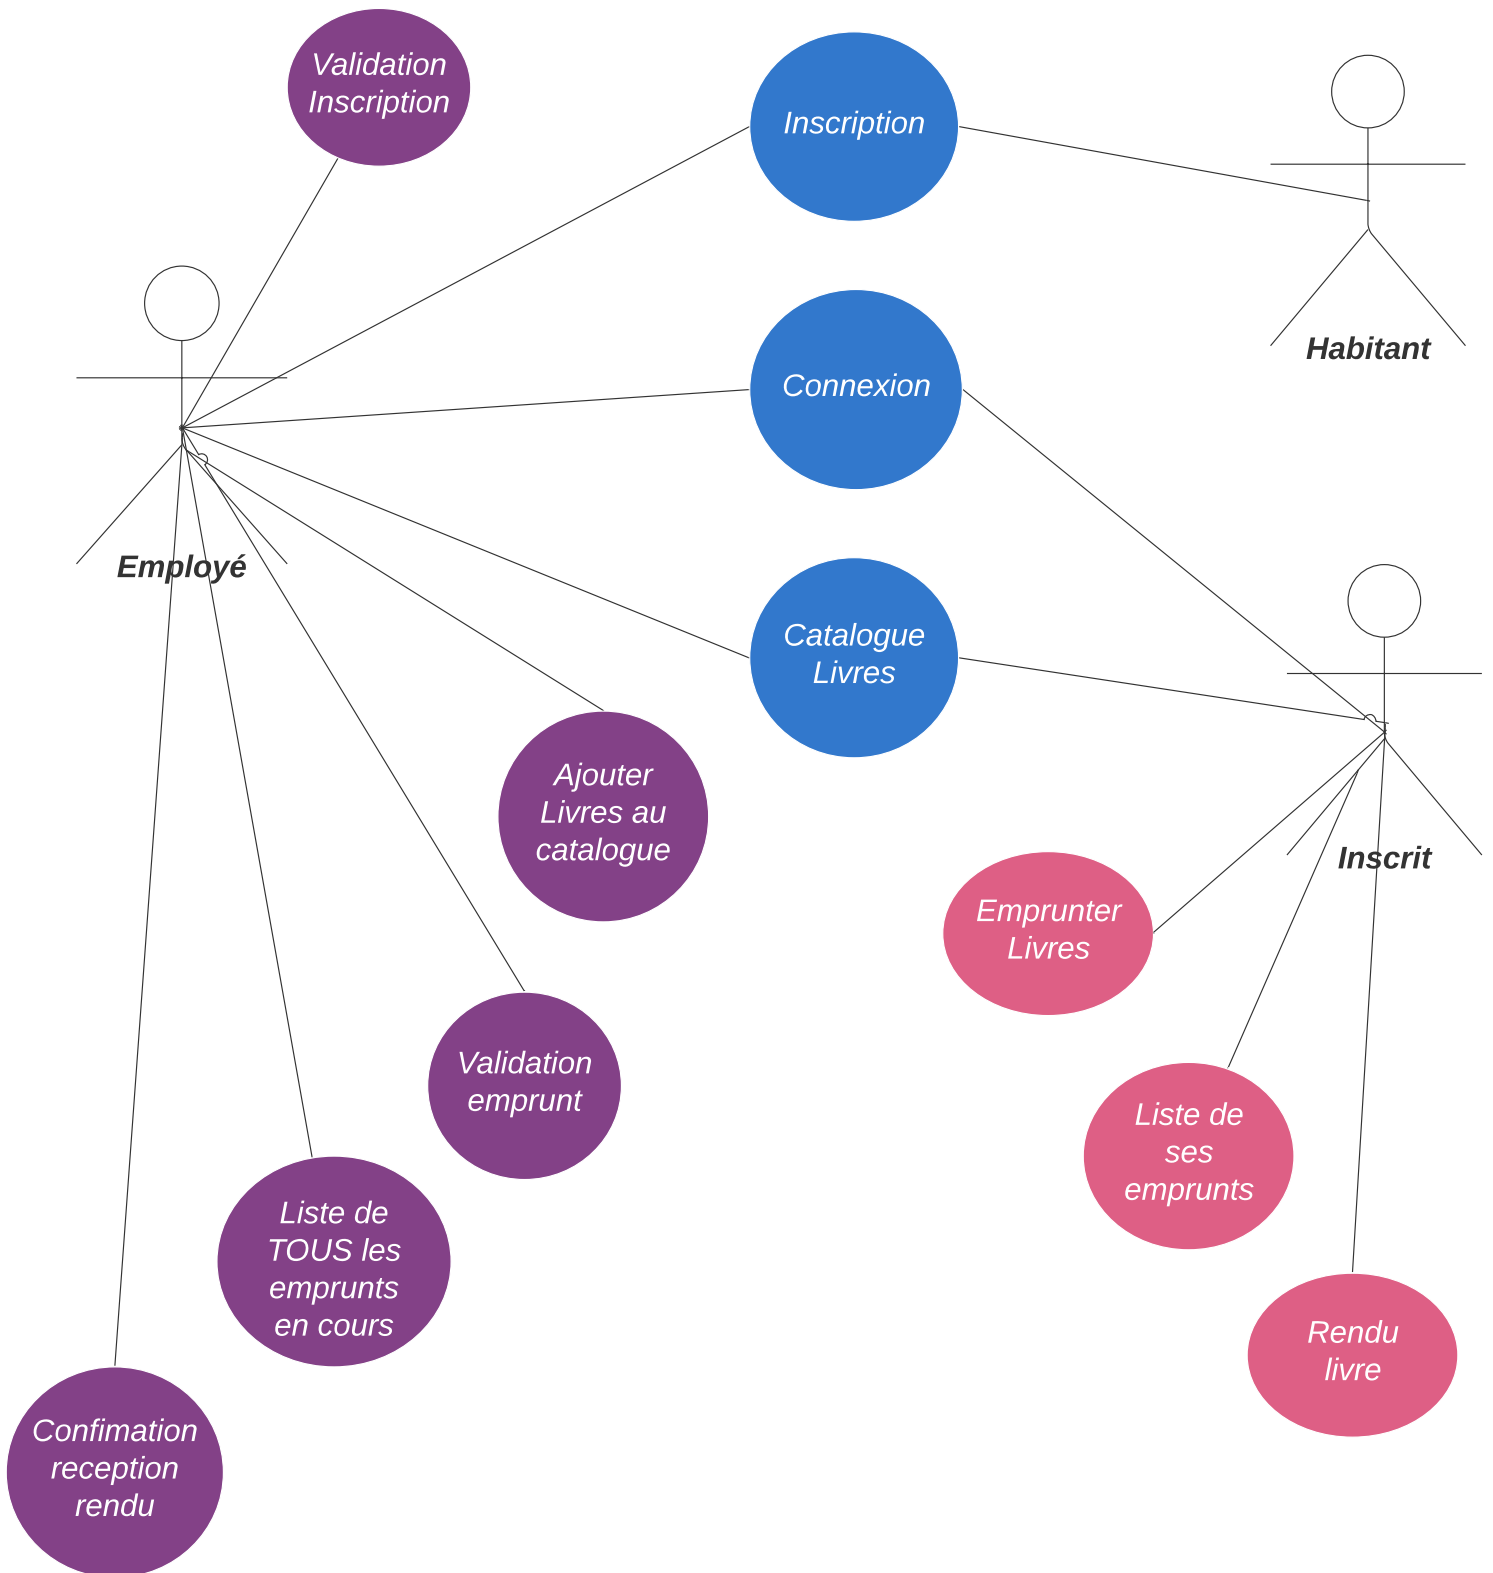 Validation
Inscription
Inscription
Habitant
Connexion
Employé
Catalogue
Livres
Ajouter
Livres au
catalogue
Inscrit
Emprunter
Livres
Validation
emprunt
Liste de
ses
emprunts
Liste de
TOUS les
emprunts
en cours
Rendu
livre
Confimation
reception
rendu